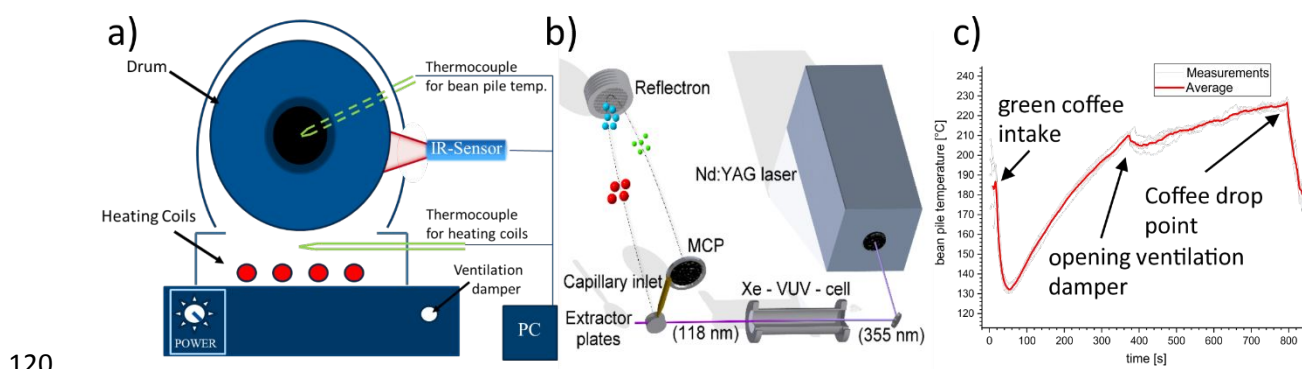 a)
Drum
Thermocouple
for bean pile temp.
IR-Sensor
Heating Coils
Thermocouple
for heating coils
Ventilation
damper
POWER
PC
b)
Reflectron
Nd:YAG laser
MCP
Capillary inlet
Xe - VUV - cell
Extractor
plates
(118 nm)
(355 nm)
c)
Measurements
Average
green coffee
intake
Coffee drop
point
opening ventilation
damper
bean pile temperature [°C]
240
230
220
210
200
190
180
170
160
150
140
130
0 100 200 300 400 500 600 700 800
time [s]
120